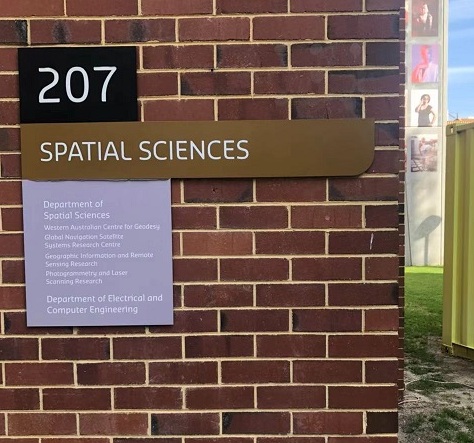 207
SPATIAL SCIENCES
Department of
Spatial Sciences
Western Australian Centre for Geodesy
Global Navigation Satellite
Systems Research Centre
Geographic Information and Remote
Sensing Research
Photogrammetry and Laser
Scanning Research
Department of Electrical and
Computer Engineering